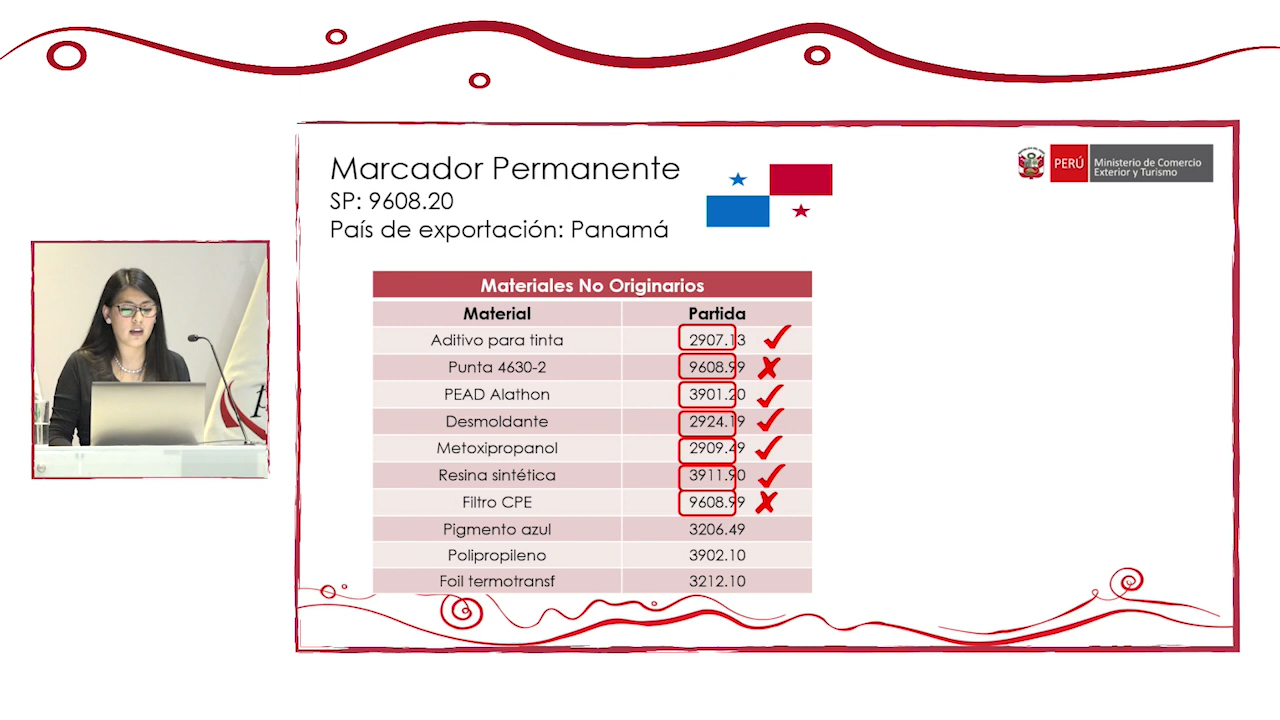 Marcador Permanente
SP: 9608.20
País de exportación: Panamá
PERÚ Ministerio de Comercio
Exterior y Turismo
Materiales No Originarios
Material Partida
Aditivo para tinta 2907.13
Punta 4630-2 9608.99
PEAD Alathon 3901.20
Desmoldante 2924.19
Metoxipropanol 2909.49
Resina sintética 3911.90
Filtro CPE 9608.99
Pigmento azul 3206.49
Polipropileno 3902.10
Foil termotransf 3212.10